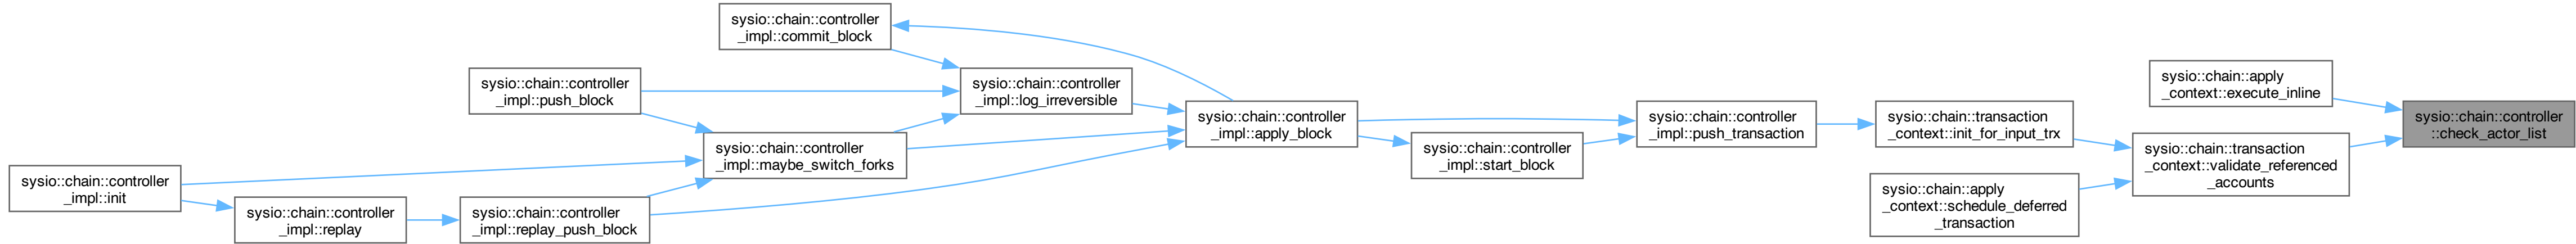 sysio::chain::controller
_impl::commit_block
sysio::chain::controller
_impl::push_block
sysio::chain::controller
_impl::log_irreversible
sysio::chain::controller
_impl::apply_block
sysio::chain::controller
_impl::maybe_switch_forks
sysio::chain::controller
_impl::init
sysio::chain::controller
_impl::replay
sysio::chain::controller
_impl::replay_push_block
sysio::chain::controller
_impl::start_block
sysio::chain::controller
_impl::push_transaction
sysio::chain::transaction
_context::init_for_input_trx
sysio::chain::apply
_context::schedule_deferred
_transaction
sysio::chain::apply
_context::execute_inline
sysio::chain::transaction
_context::validate_referenced
_accounts
sysio::chain::controller
::check_actor_list